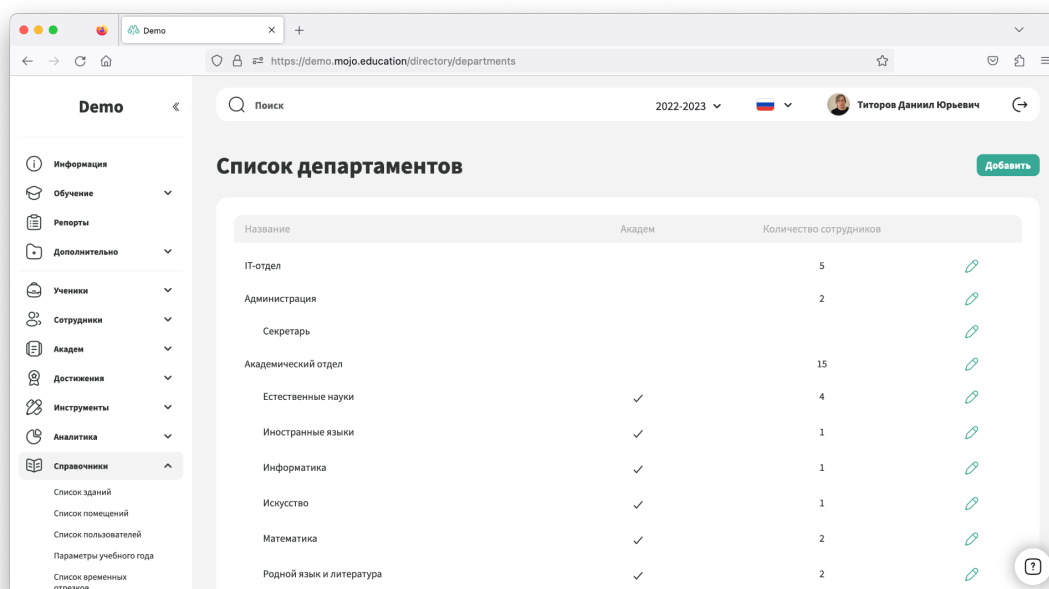 Demo
https://demo.mojo.education/directory/departments
Demo
Поиск
2022-2023
Титоров Даниил Юрьевич
Информация
Обучение
Репорты
Дополнительно
Ученики
Сотрудники
Академ
Достижения
Инструменты
Аналитика
Справочники
Список зданий
Список помещений
Список пользователей
Параметры учебного года
Список временных
отрезков
Список департаментов
Добавить
Название Академ Количество сотрудников
IT-отдел 5
Администрация 2
Секретарь
Академический отдел 15
Естественные науки 4
Иностранные языки 1
Информатика 1
Искусство 1
Математика 2
Родной язык и литература 2